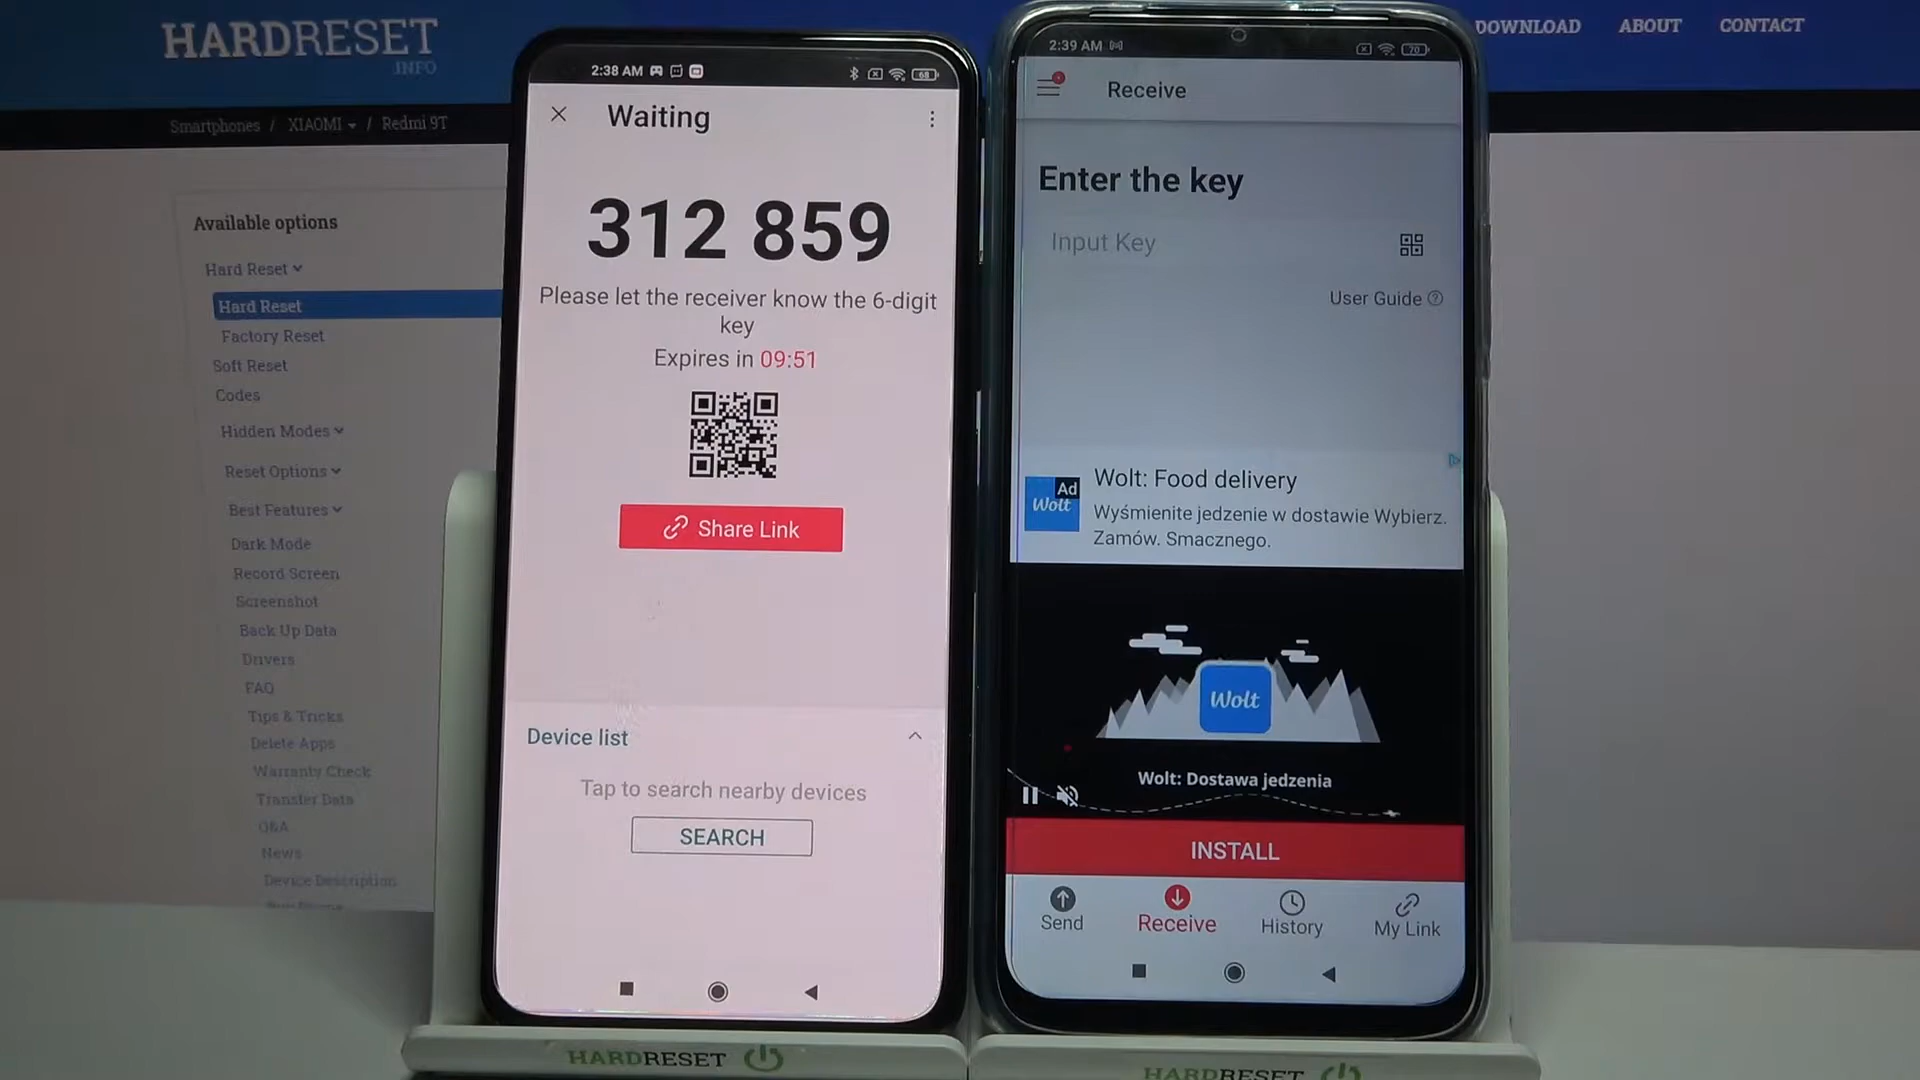 HARDRESET
.INFO
DOWNLOAD
ABOUT
CONTACT
Smartphones / XIAOMI / Redmi 9T
Available options
Hard Reset
Hard Reset
Factory Reset
Soft Reset
Codes
Hidden Modes
Reset Options
Best Features
Dark Mode
Record Screen
Screenshot
Back Up Data
Drivers
FAQ
Tips & Tricks
Delete Apps
Warranty Check
Transfer Data
Q&A
News
Device Description
2:38 AM
68
Waiting
312 859
Please let the receiver know the 6-digit
key
Expires in 09:51
Share Link
Device list
Tap to search nearby devices
SEARCH
2:39 AM
70
Receive
Enter the key
Input Key
User Guide
Ad
Wolt
Wolt: Food delivery
Wyśmienite jedzenie w dostawie Wybierz.
Zamów. Smacznego.
Wolt
Wolt: Dostawa jedzenia
INSTALL
Send
Receive
History
My Link
HARDRESET
HARDRESET